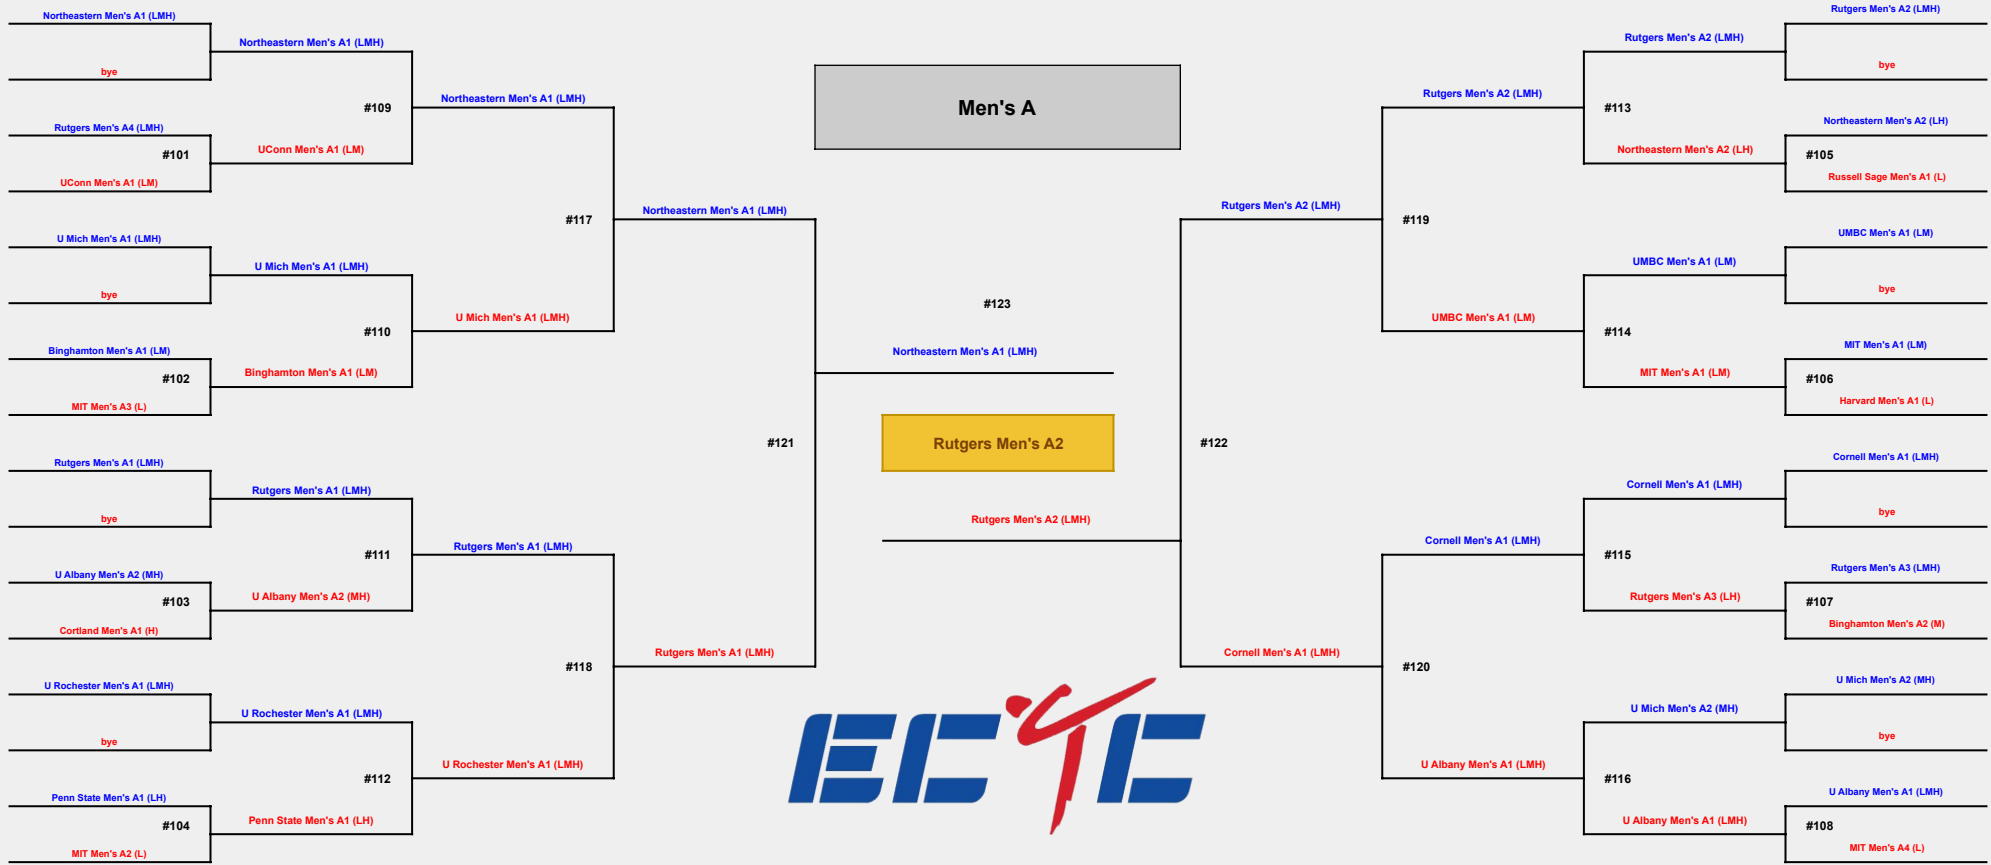 Northeastern Men's A1 (LMH)
bye
Rutgers Men's A4 (LMH)
#101
UConn Men's A1 (LM)
U Mich Men's A1 (LMH)
bye
Binghamton Men's A1 (LM)
#102
MIT Men's A3 (L)
Rutgers Men's A1 (LMH)
bye
U Albany Men's A2 (MH)
#103
Cortland Men's A1 (H)
U Rochester Men's A1 (LMH)
bye
Penn State Men's A1 (LH)
#104
MIT Men's A2 (L)
Northeastern Men's A1 (LMH)
#109
UConn Men's A1 (LM)
U Mich Men's A1 (LMH)
#110
Binghamton Men's A1 (LM)
Rutgers Men's A1 (LMH)
#111
U Albany Men's A2 (MH)
U Rochester Men's A1 (LMH)
#112
Penn State Men's A1 (LH)
Northeastern Men's A1 (LMH)
#117
U Mich Men's A1 (LMH)
Rutgers Men's A1 (LMH)
#118
U Rochester Men's A1 (LMH)
Northeastern Men's A1 (LMH)
#121
Rutgers Men's A1 (LMH)
Men's A
#123
Northeastern Men's A1 (LMH)
Rutgers Men's A2
Rutgers Men's A2 (LMH)
ECTC
Rutgers Men's A2 (LMH)
#122
Cornell Men's A1 (LMH)
Rutgers Men's A2 (LMH)
#119
UMBC Men's A1 (LM)
Cornell Men's A1 (LMH)
#120
U Albany Men's A1 (LMH)
Rutgers Men's A2 (LMH)
#113
Northeastern Men's A2 (LH)
UMBC Men's A1 (LM)
#114
MIT Men's A1 (LM)
Cornell Men's A1 (LMH)
#115
Rutgers Men's A3 (LH)
U Mich Men's A2 (MH)
#116
U Albany Men's A1 (LMH)
Rutgers Men's A2 (LMH)
bye
Northeastern Men's A2 (LH)
#105
Russell Sage Men's A1 (L)
UMBC Men's A1 (LM)
bye
MIT Men's A1 (LM)
#106
Harvard Men's A1 (L)
Cornell Men's A1 (LMH)
bye
Rutgers Men's A3 (LMH)
#107
Binghamton Men's A2 (M)
U Mich Men's A2 (MH)
bye
U Albany Men's A1 (LMH)
#108
MIT Men's A4 (L)